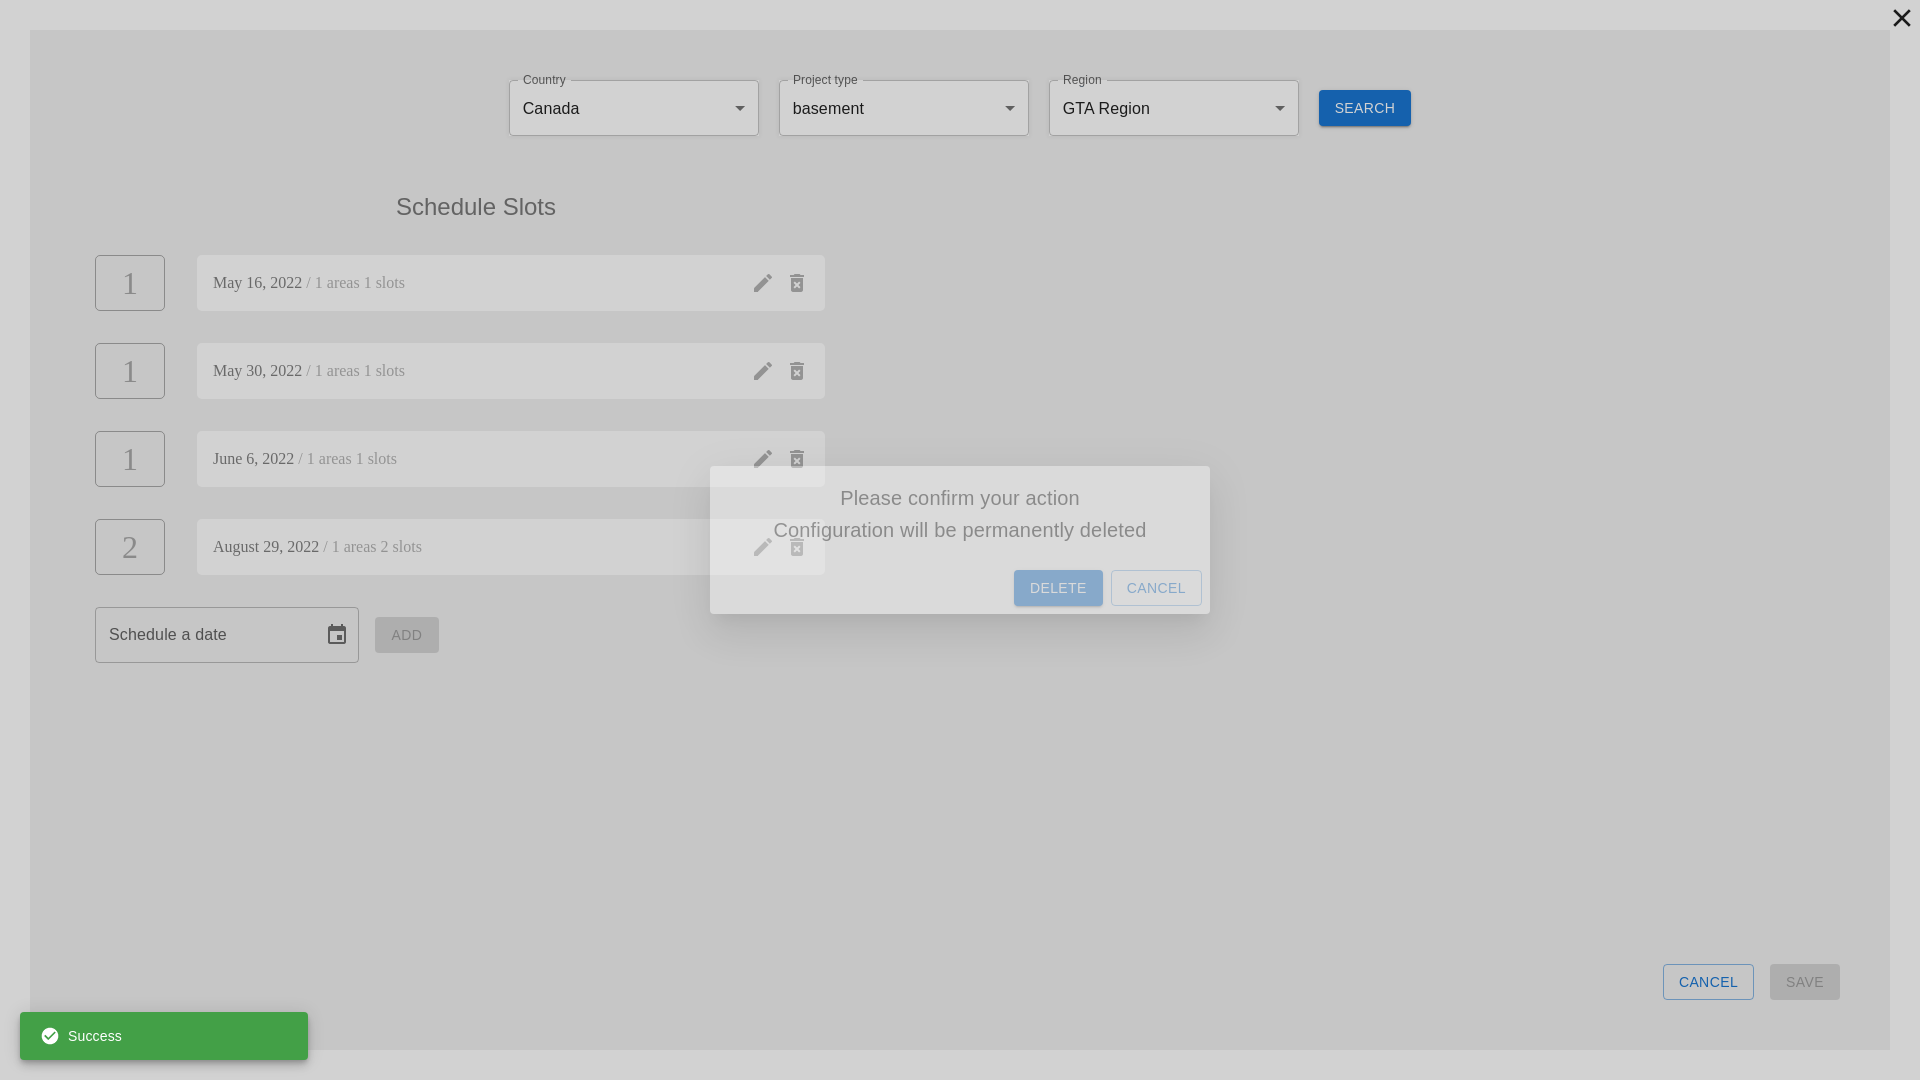 Country
Canada
Project type
basement
Region
GTA Region
SEARCH
Schedule Slots
1
May 16, 2022 / 1 areas 1 slots
1
May 30, 2022 / 1 areas 1 slots
1
June 6, 2022 / 1 areas 1 slots
2
August 29, 2022 / 1 areas 2 slots
Please confirm your action
Configuration will be permanently deleted
DELETE
CANCEL
Schedule a date
ADD
CANCEL
SAVE
Success